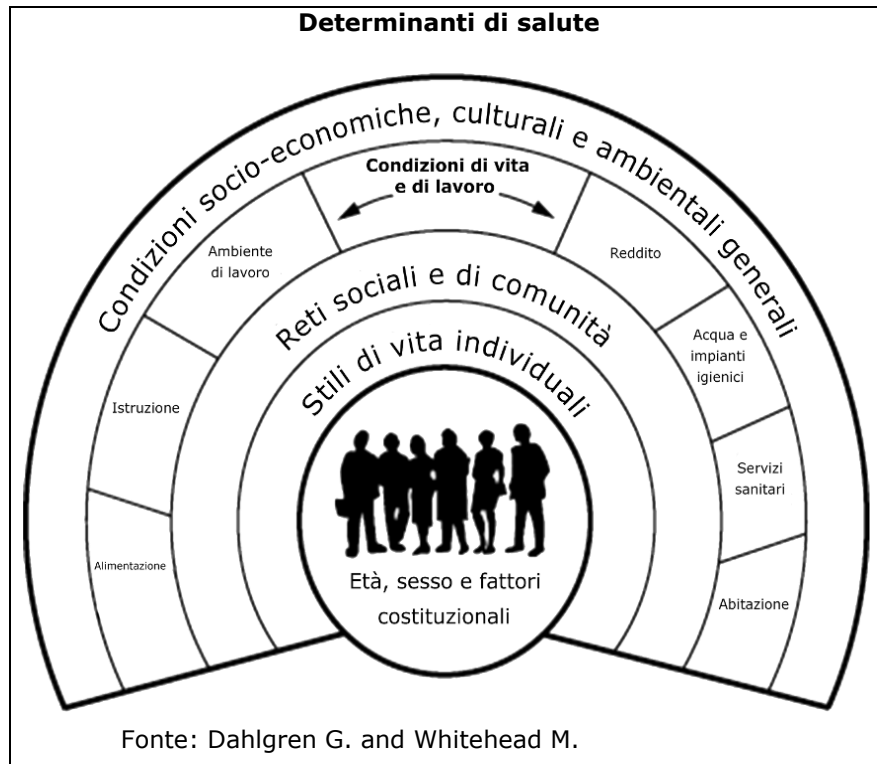 Determinanti di salute
Condizioni socio-economiche, culturali e ambientali generali
Condizioni di vita
e di lavoro
Ambiente
di lavoro
Reddito
Reti sociali e di comunità
Acqua e
impianti
igienici
Stili di vita individuali
Istruzione
Servizi
sanitari
Alimentazione
Abitazione
Età, sesso e fattori
costituzionali
Fonte: Dahlgren G. and Whitehead M.